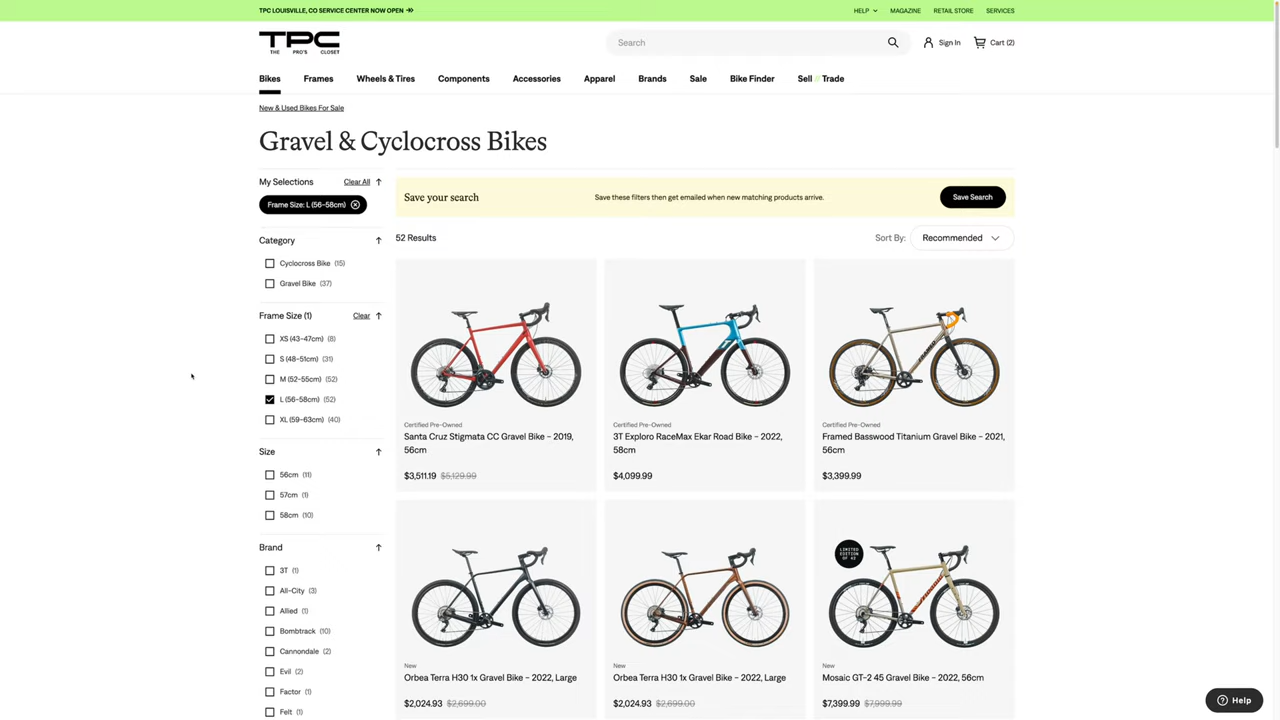 TPC LOUISVILLE, CO SERVICE CENTER NOW OPEN
HELP MAGAZINE RETAIL STORE SERVICES
TPC
THE PRO'S CLOSET
Search
Sign In
Cart (2)
Bikes Frames Wheels & Tires Components Accessories Apparel Brands Sale Bike Finder Sell // Trade
New & Used Bikes For Sale
Gravel & Cyclocross Bikes
My Selections Clear All
Frame Size: L (56-58cm)
Category
Cyclocross Bike (15)
Gravel Bike (37)
Frame Size (1) Clear
XS (43-47cm) (8)
S (48-51cm) (31)
M (52-55cm) (52)
L (56-58cm) (52)
XL (59-63cm) (40)
Size
56cm (11)
57cm (1)
58cm (10)
Brand
3T (1)
All-City (3)
Allied (1)
Bombtrack (10)
Cannondale (2)
Evil (2)
Factor (1)
Felt (1)
Save your search
Save these filters then get emailed when new matching products arrive.
Save Search
52 Results
Sort By: Recommended
Certified Pre-Owned
Santa Cruz Stigmata CC Gravel Bike - 2019,
56cm
$3,511.19 $5,129.99
Certified Pre-Owned
3T Exploro RaceMax Ekar Road Bike - 2022,
58cm
$4,099.99
Certified Pre-Owned
Framed Basswood Titanium Gravel Bike - 2021,
56cm
$3,399.99
New
Orbea Terra H30 1x Gravel Bike - 2022, Large
$2,024.93 $2,699.00
New
Orbea Terra H30 1x Gravel Bike - 2022, Large
$2,024.93 $2,699.00
LIMITED
EDITION
OF 43
New
Mosaic GT-2 45 Gravel Bike - 2022, 56cm
$7,399.99 $7,999.99
Help